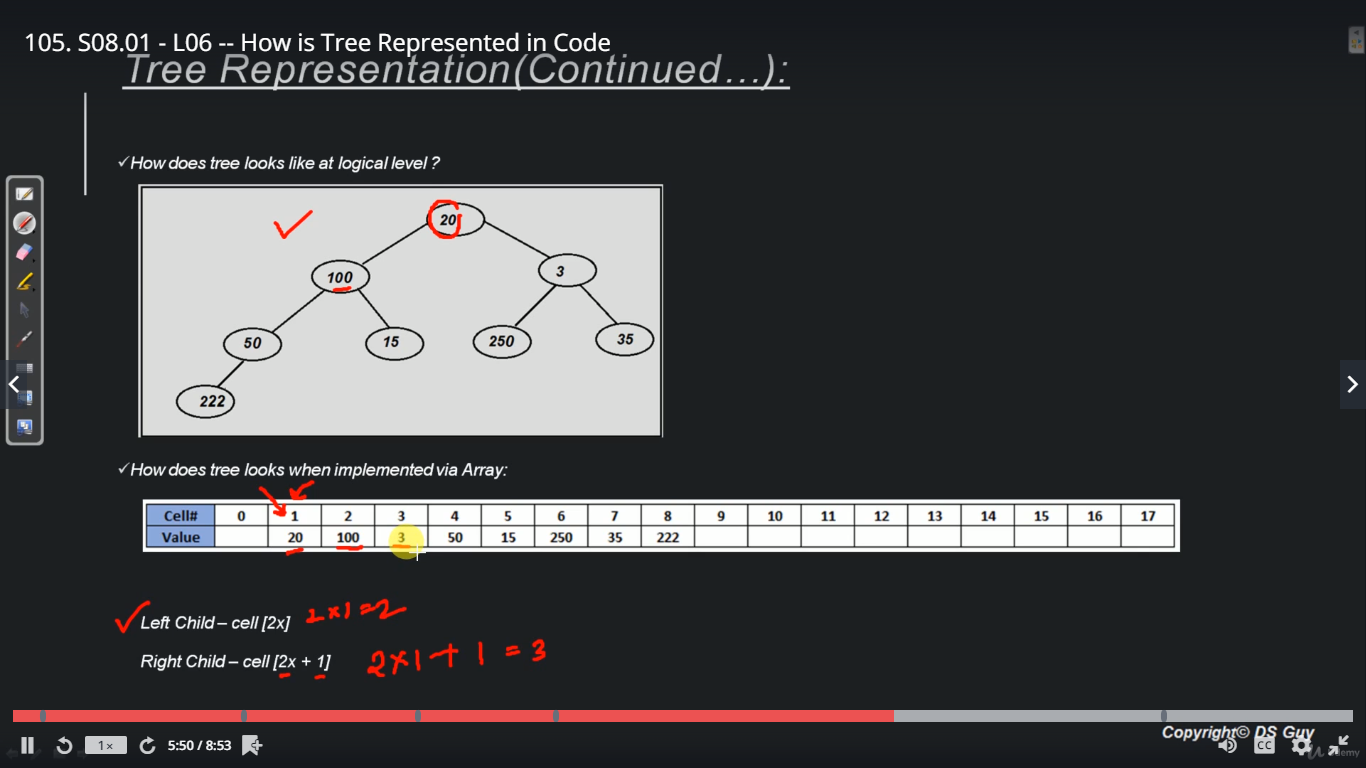 105. S08.01 - L06 -- How is Tree Represented in Code
Tree Representation(Continued…):
✓How does tree looks like at logical level ?
20
100
3
50
15
250
35
222
✓How does tree looks when implemented via Array:
Cell# 0 1 2 3 4 5 6 7 8 9 10 11 12 13 14 15 16 17
Value 20 100 3 50 15 250 35 222
Left Child – cell [2x] 2×1=2
Right Child – cell [2x + 1] 2×1+1=3
Copyright© DS Guy
1× 5:50 / 8:53 CC